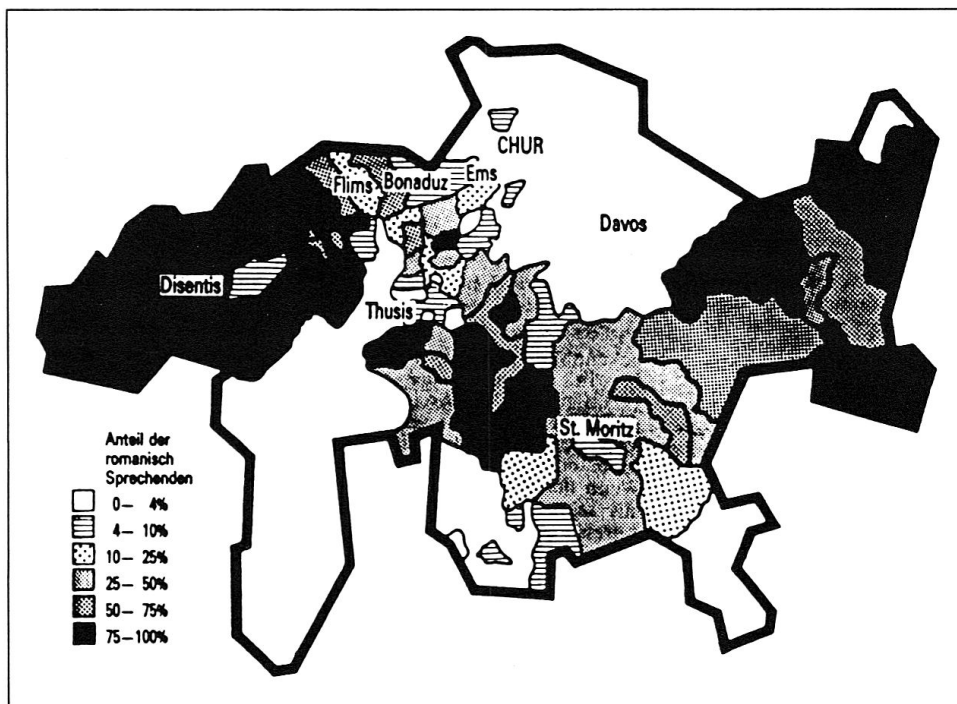 CHUR
Flims
Bonaduz
Ems
Davos
Disentis
Thusis
St. Moritz
Anteil der
romanisch
Sprechenden
0— 4%
4— 10%
10— 25%
25— 50%
50— 75%
75—100%